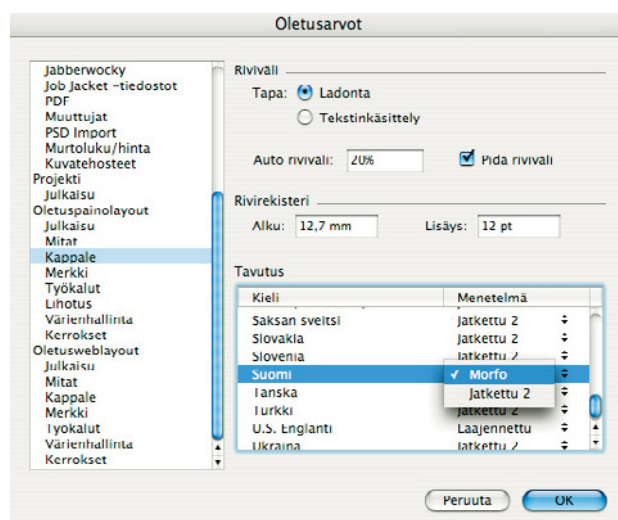 Oletusarvot
Jabberwocky
Job Jacket -tiedostot
PDF
Muuttujat
PSD Import
Murtoluku/hinta
Kuvatehosteet
Projekti
Julkaisu
Oletuspainolayout
Julkaisu
Mitat
Kappale
Merkki
Työkalut
Lihotus
Värienhallinta
Kerrokset
Oletusweblayout
Julkaisu
Mitat
Kappale
Merkki
Työkalut
Värienhallinta
Kerrokset
Riviväli
Tapa: Ladonta
Tekstinkäsittely
Auto riviväli: 20% Pidä riviväli
Rivirekisteri
Alku: 12,7 mm Lisäys: 12 pt
Tavutus
Kieli Menetelmä
Saksan sveitsi Jatkettu 2
Slovakia Jatkettu 2
Slovenia Jatkettu 2
Suomi ✓ Morfo
Tanska Jatkettu 2
Turkki Jatkettu 2
U.S. Englanti Laajennettu
Ukraina Jatkettu 2
Peruuta OK